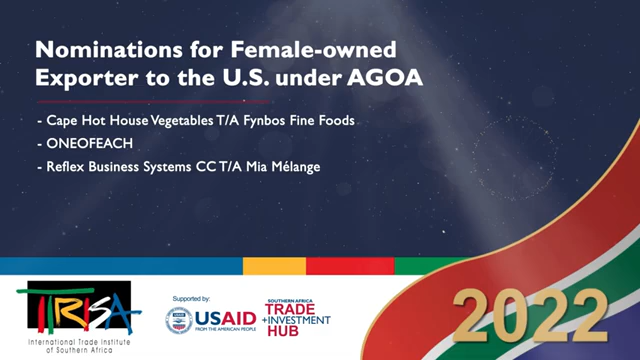 Nominations for Female-owned
Exporter to the U.S. under AGOA
- Cape Hot House Vegetables T/A Fynbos Fine Foods
- ONEOFEACH
- Reflex Business Systems CC T/A Mia Mélange
ITRISA
International Trade Institute
of Southern Africa
Supported by:
USAID
FROM THE AMERICAN PEOPLE
SOUTHERN AFRICA
TRADE
+INVESTMENT
HUB
2022